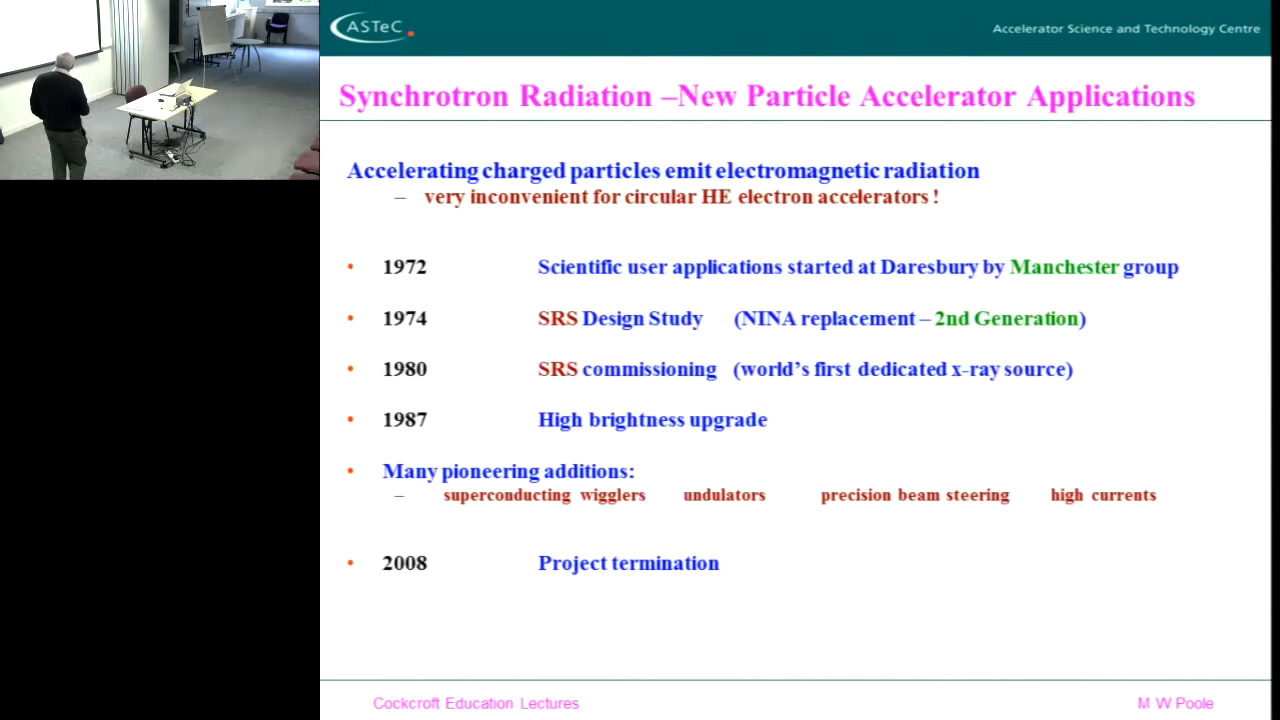 ASTeC
Accelerator Science and Technology Centre
Synchrotron Radiation –New Particle Accelerator Applications
Accelerating charged particles emit electromagnetic radiation
– very inconvenient for circular HE electron accelerators !
• 1972 Scientific user applications started at Daresbury by Manchester group
• 1974 SRS Design Study (NINA replacement – 2nd Generation)
• 1980 SRS commissioning (world's first dedicated x-ray source)
• 1987 High brightness upgrade
• Many pioneering additions:
– superconducting wigglers undulators precision beam steering high currents
• 2008 Project termination
Cockcroft Education Lectures
M W Poole